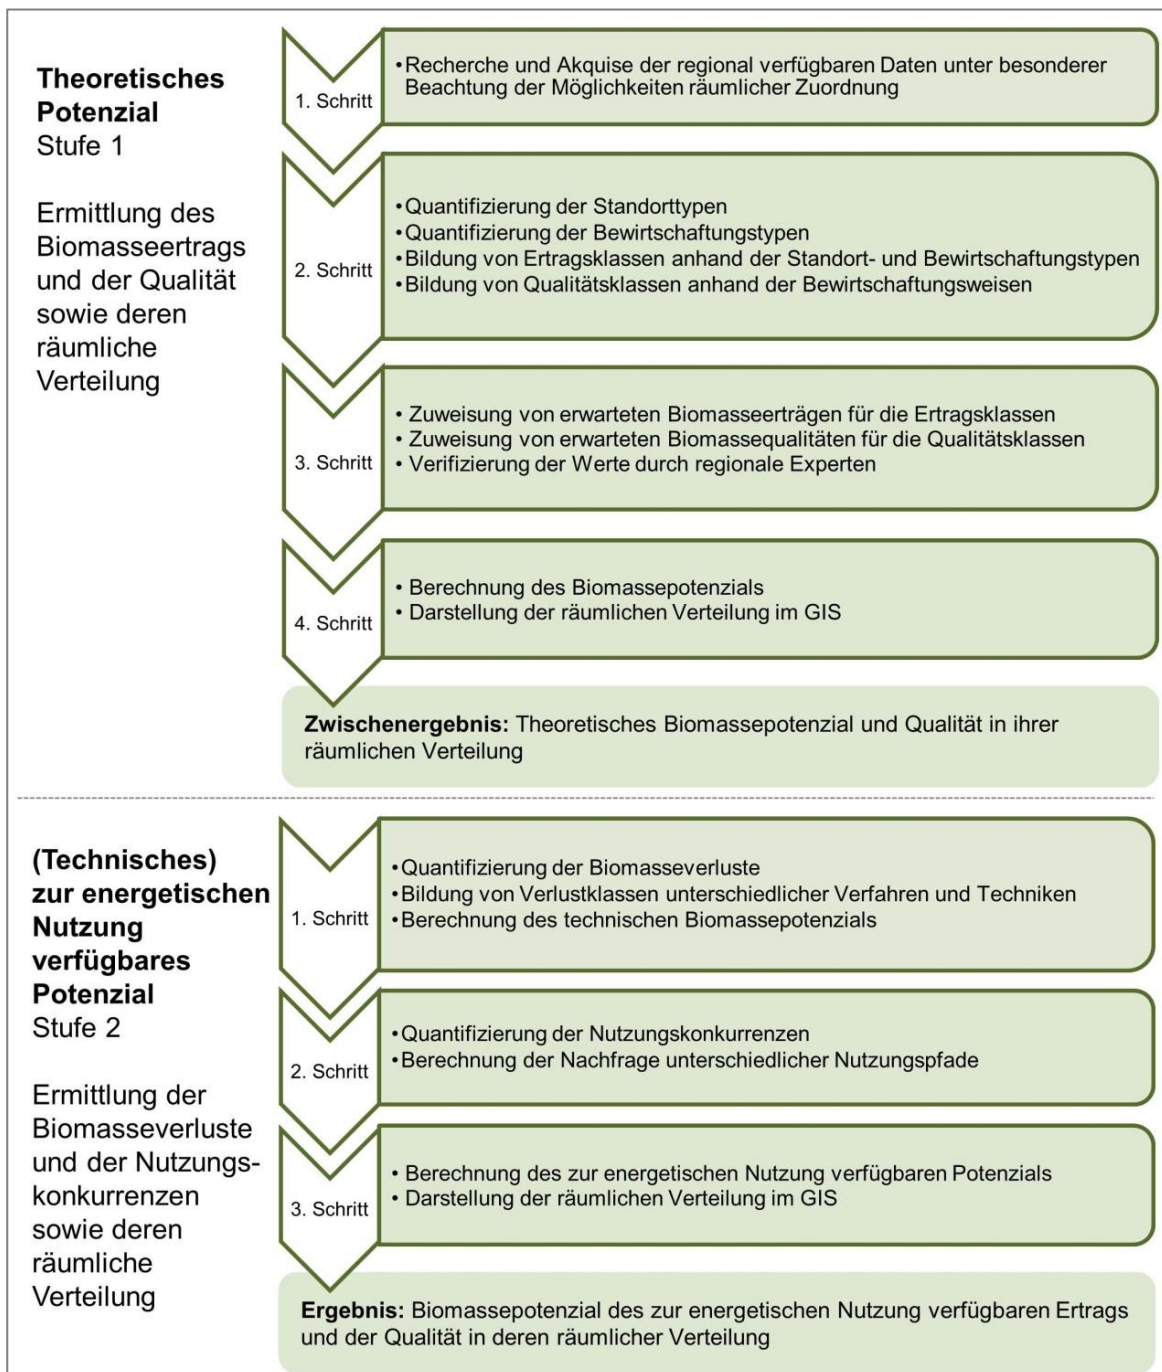 Theoretisches
Potenzial
Stufe 1
Ermittlung des
Biomasseertrags
und der Qualität
sowie deren
räumliche
Verteilung
1. Schritt
•Recherche und Akquise der regional verfügbaren Daten unter besonderer
Beachtung der Möglichkeiten räumlicher Zuordnung
2. Schritt
•Quantifizierung der Standorttypen
•Quantifizierung der Bewirtschaftungstypen
•Bildung von Ertragsklassen anhand der Standort- und Bewirtschaftungstypen
•Bildung von Qualitätsklassen anhand der Bewirtschaftungsweisen
3. Schritt
• Zuweisung von erwarteten Biomasseerträgen für die Ertragsklassen
• Zuweisung von erwarteten Biomassequalitäten für die Qualitätsklassen
• Verifizierung der Werte durch regionale Experten
4. Schritt
• Berechnung des Biomassepotenzials
• Darstellung der räumlichen Verteilung im GIS
Zwischenergebnis: Theoretisches Biomassepotenzial und Qualität in ihrer
räumlichen Verteilung
(Technisches)
zur energetischen
Nutzung
verfügbares
Potenzial
Stufe 2
Ermittlung der
Biomasseverluste
und der Nutzungs-
konkurrenzen
sowie deren
räumliche
Verteilung
1. Schritt
•Quantifizierung der Biomasseverluste
•Bildung von Verlustklassen unterschiedlicher Verfahren und Techniken
•Berechnung des technischen Biomassepotenzials
2. Schritt
•Quantifizierung der Nutzungskonkurrenzen
•Berechnung der Nachfrage unterschiedlicher Nutzungspfade
3. Schritt
• Berechnung des zur energetischen Nutzung verfügbaren Potenzials
• Darstellung der räumlichen Verteilung im GIS
Ergebnis: Biomassepotenzial des zur energetischen Nutzung verfügbaren Ertrags
und der Qualität in deren räumlicher Verteilung